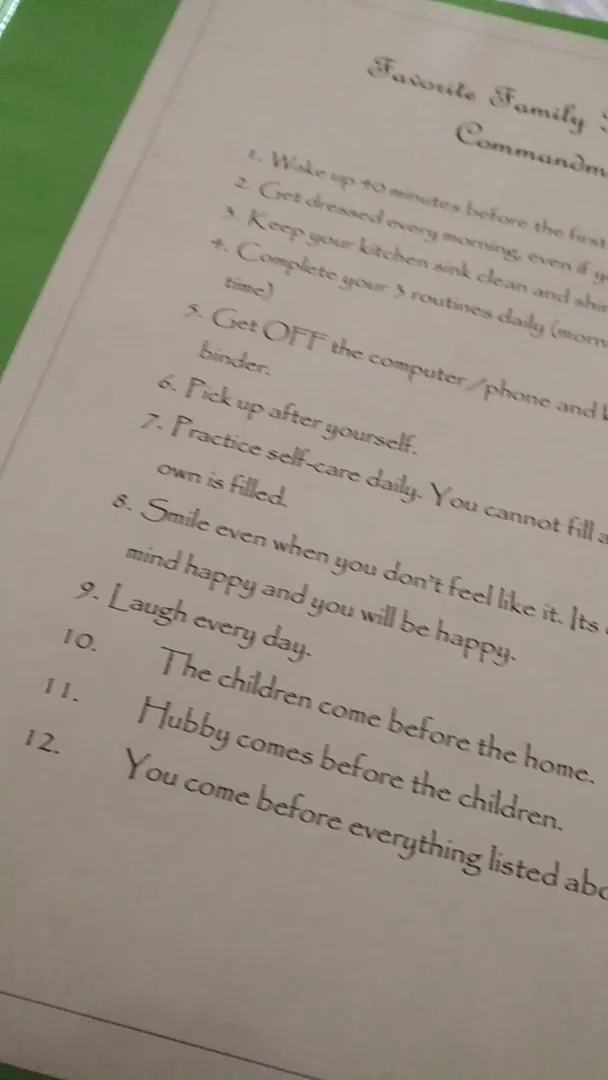 Favorite Family
Commandm
1. Wake up 40 minutes before the first
2. Get dressed every morning, even if y
3. Keep your kitchen sink clean and shin
4. Complete your 3 routines daily (morn
time)
5. Get OFF the computer/phone and
binder.
6. Pick up after yourself.
7. Practice self-care daily. You cannot fill a
own is filled.
8. Smile even when you don't feel like it. Its
mind happy and you will be happy.
9. Laugh every day.
10. The children come before the home.
11. Hubby comes before the children.
12. You come before everything listed abo